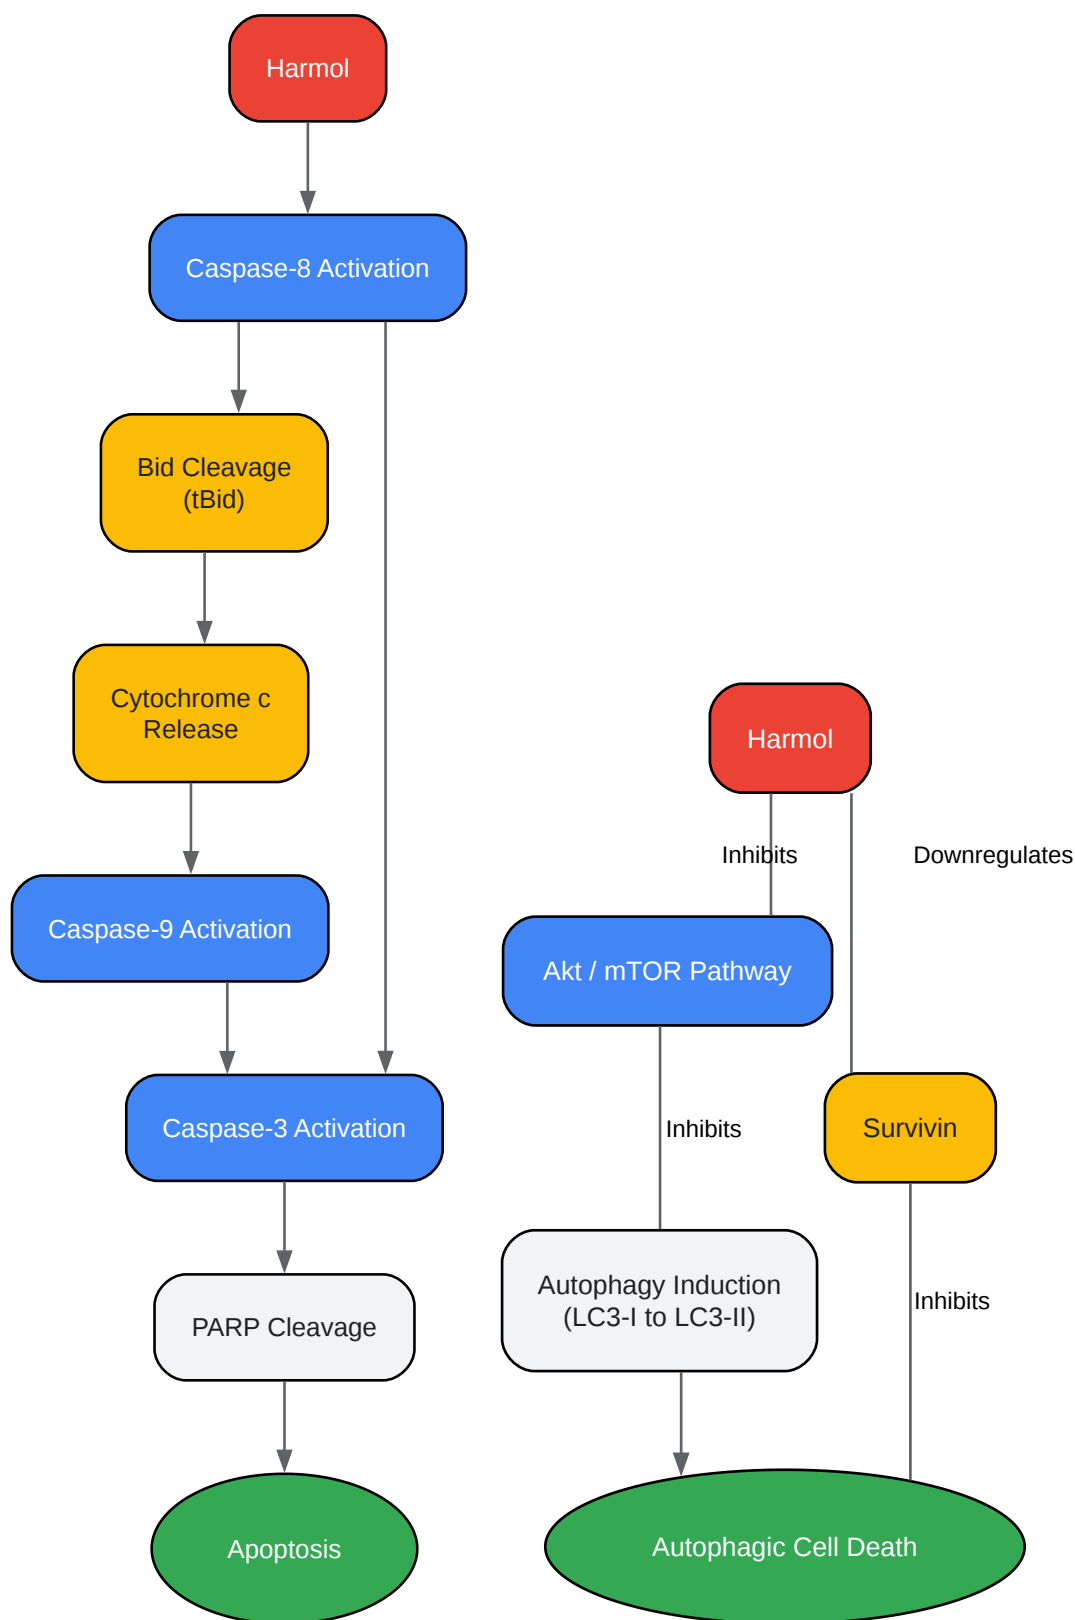 Harmol
Caspase-8 Activation
Bid Cleavage
(tBid)
Cytochrome c
Release
Caspase-9 Activation
Caspase-3 Activation
PARP Cleavage
Apoptosis
Harmol
Inhibits
Downregulates
Akt / mTOR Pathway
Inhibits
Survivin
Autophagy Induction
(LC3-I to LC3-II)
Inhibits
Autophagic Cell Death